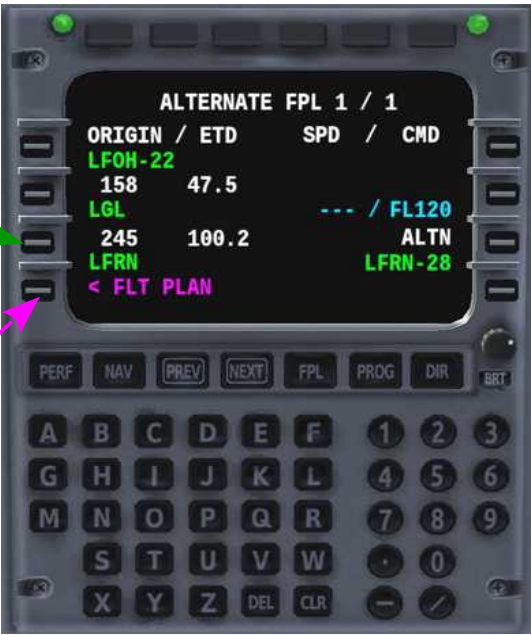 ALTERNATE FPL 1 / 1
ORIGIN / ETD SPD / CMD
LFOH-22
158 47.5
LGL --- / FL120
245 100.2 ALTN
LFRN LFRN-28
< FLT PLAN
PERF NAV PREV NEXT FPL PROG DIR BRT
A B C D E F 1 2 3
G H I J K L 4 5 6
M N O P Q R 7 8 9
S T U V W . 0
X Y Z DEL CLR - /